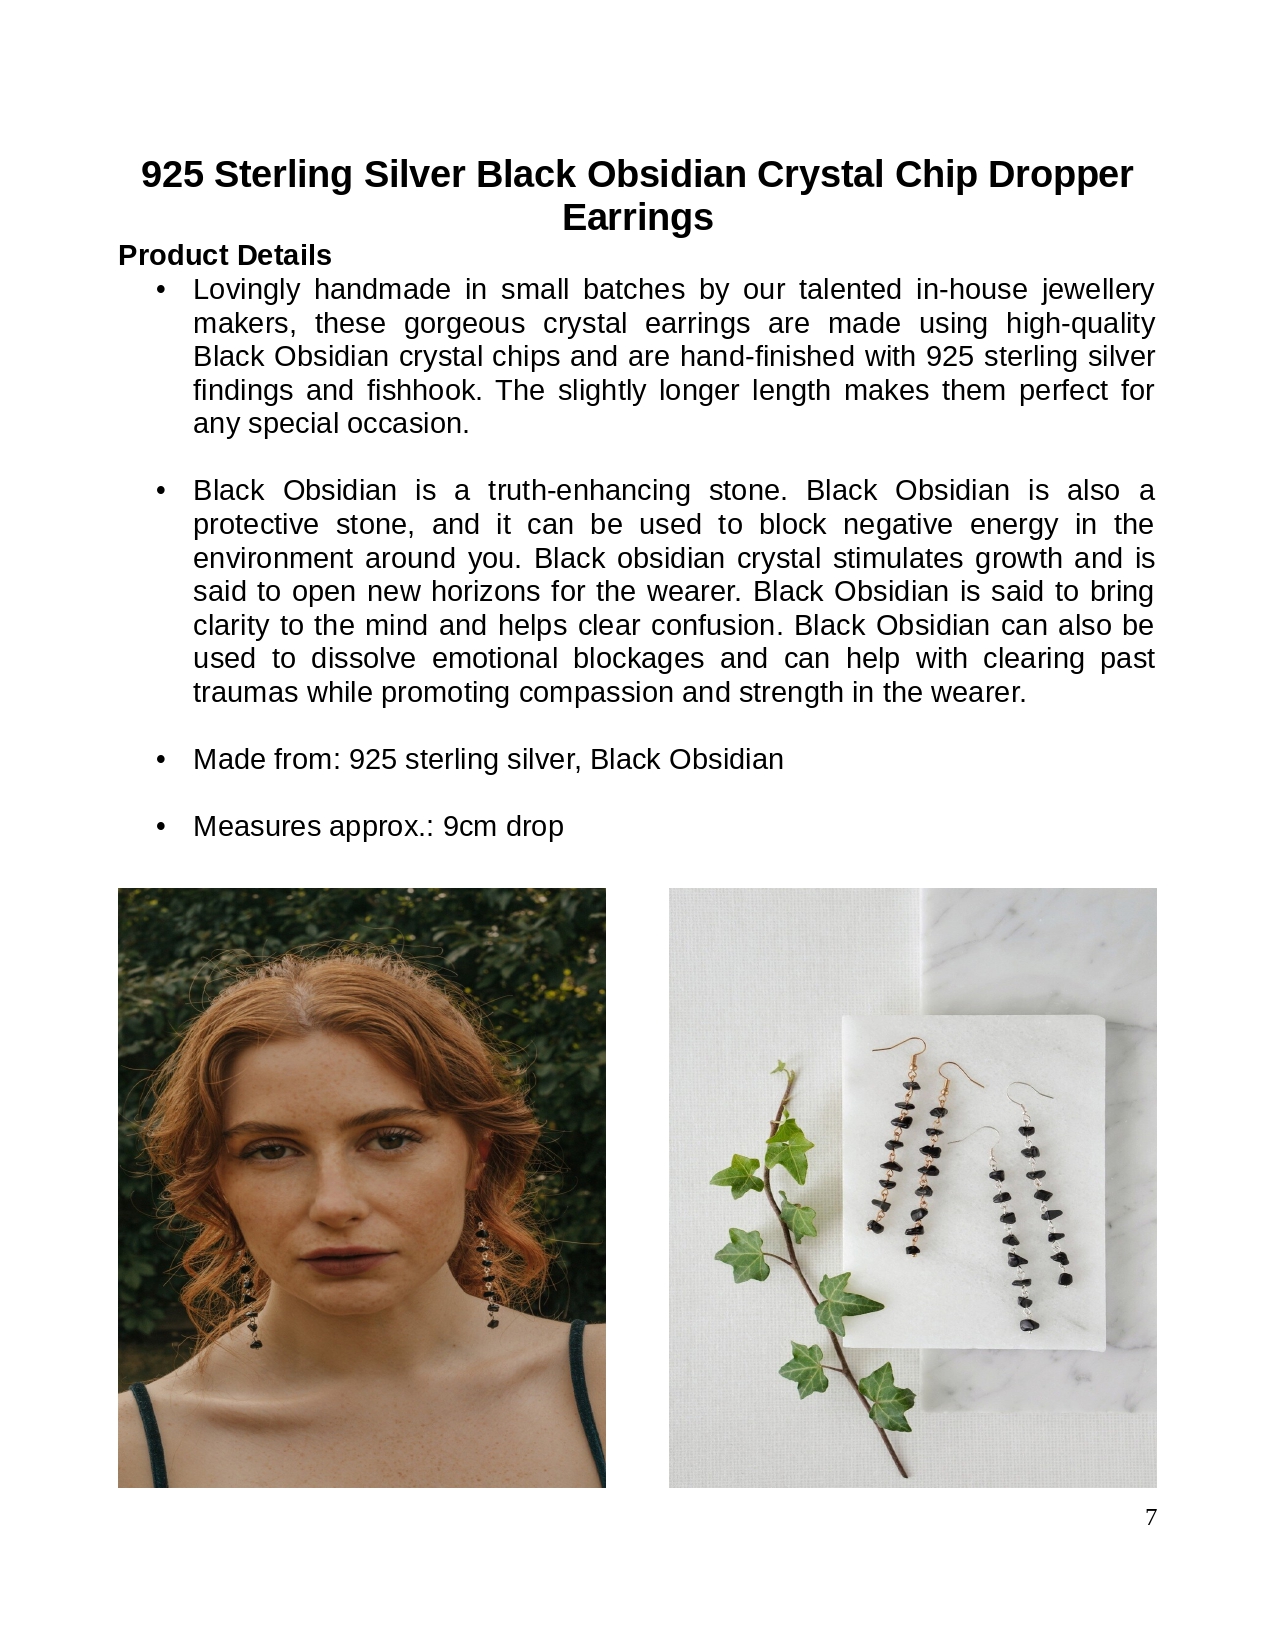 925 Sterling Silver Black Obsidian Crystal Chip Dropper
Earrings
Product Details
• Lovingly handmade in small batches by our talented in-house jewellery
makers, these gorgeous crystal earrings are made using high-quality
Black Obsidian crystal chips and are hand-finished with 925 sterling silver
findings and fishhook. The slightly longer length makes them perfect for
any special occasion.
• Black Obsidian is a truth-enhancing stone. Black Obsidian is also a
protective stone, and it can be used to block negative energy in the
environment around you. Black obsidian crystal stimulates growth and is
said to open new horizons for the wearer. Black Obsidian is said to bring
clarity to the mind and helps clear confusion. Black Obsidian can also be
used to dissolve emotional blockages and can help with clearing past
traumas while promoting compassion and strength in the wearer.
• Made from: 925 sterling silver, Black Obsidian
• Measures approx.: 9cm drop
7